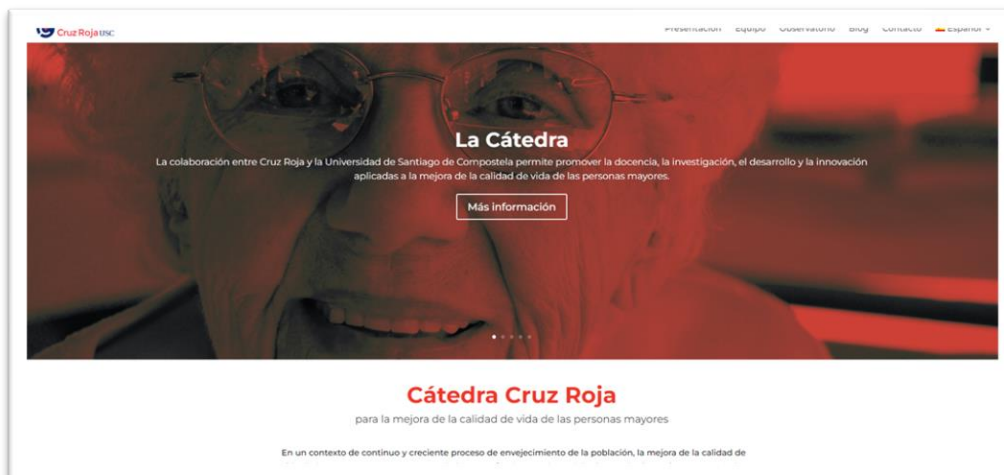 Cruz Roja USC
Presentación Equipo Observatorio Blog Contacto Español
La Cátedra
La colaboración entre Cruz Roja y la Universidad de Santiago de Compostela permite promover la docencia, la investigación, el desarrollo y la innovación
aplicadas a la mejora de la calidad de vida de las personas mayores.
Más información
Cátedra Cruz Roja
para la mejora de la calidad de vida de las personas mayores
En un contexto de continuo y creciente proceso de envejecimiento de la población, la mejora de la calidad de